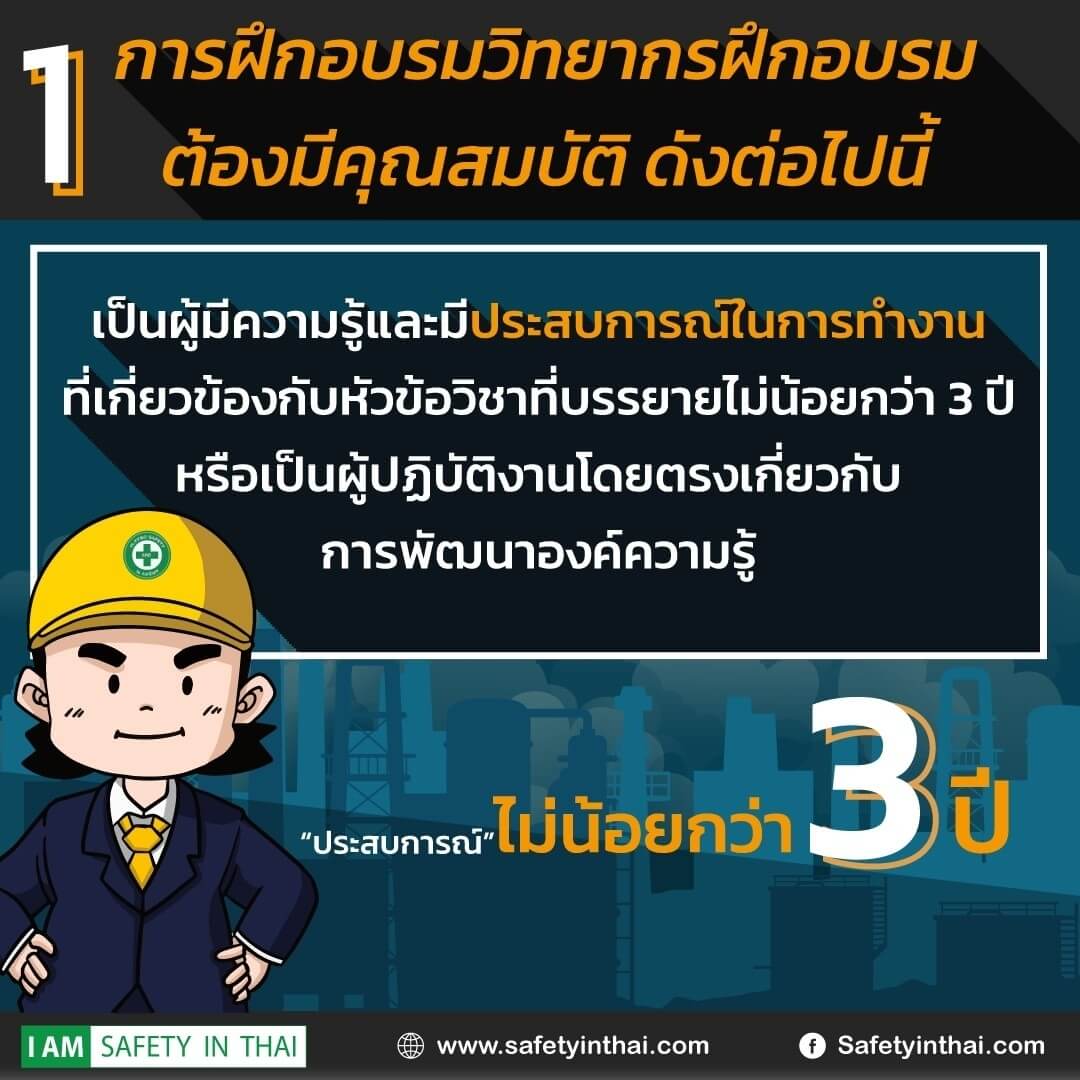 1
การฝึกอบรมวิทยากรฝึกอบรม
ต้องมีคุณสมบัติ ดังต่อไปนี้
เป็นผู้มีความรู้และมีประสบการณ์ในการทำงาน
ที่เกี่ยวข้องกับหัวข้อวิชาที่บรรยายไม่น้อยกว่า 3 ปี
หรือเป็นผู้ปฏิบัติงานโดยตรงเกี่ยวกับ
การพัฒนาองค์ความรู้
“ประสบการณ์” ไม่น้อยกว่า 3 ปี
I AM SAFETY IN THAI
www.safetyinthai.com
Safetyinthai.com